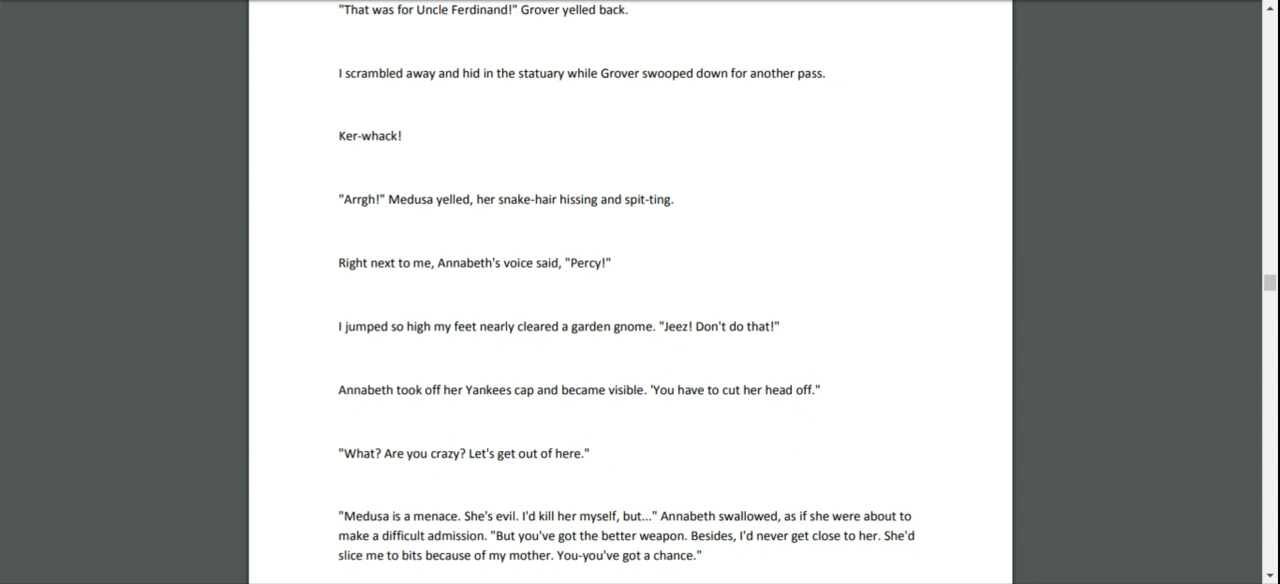 "That was for Uncle Ferdinand!" Grover yelled back.
I scrambled away and hid in the statuary while Grover swooped down for another pass.
Ker-whack!
"Arrgh!" Medusa yelled, her snake-hair hissing and spit-ting.
Right next to me, Annabeth's voice said, "Percy!"
I jumped so high my feet nearly cleared a garden gnome. "Jeez! Don't do that!"
Annabeth took off her Yankees cap and became visible. 'You have to cut her head off."
"What? Are you crazy? Let's get out of here."
"Medusa is a menace. She's evil. I'd kill her myself, but..." Annabeth swallowed, as if she were about to
make a difficult admission. "But you've got the better weapon. Besides, I'd never get close to her. She'd
slice me to bits because of my mother. You-you've got a chance."